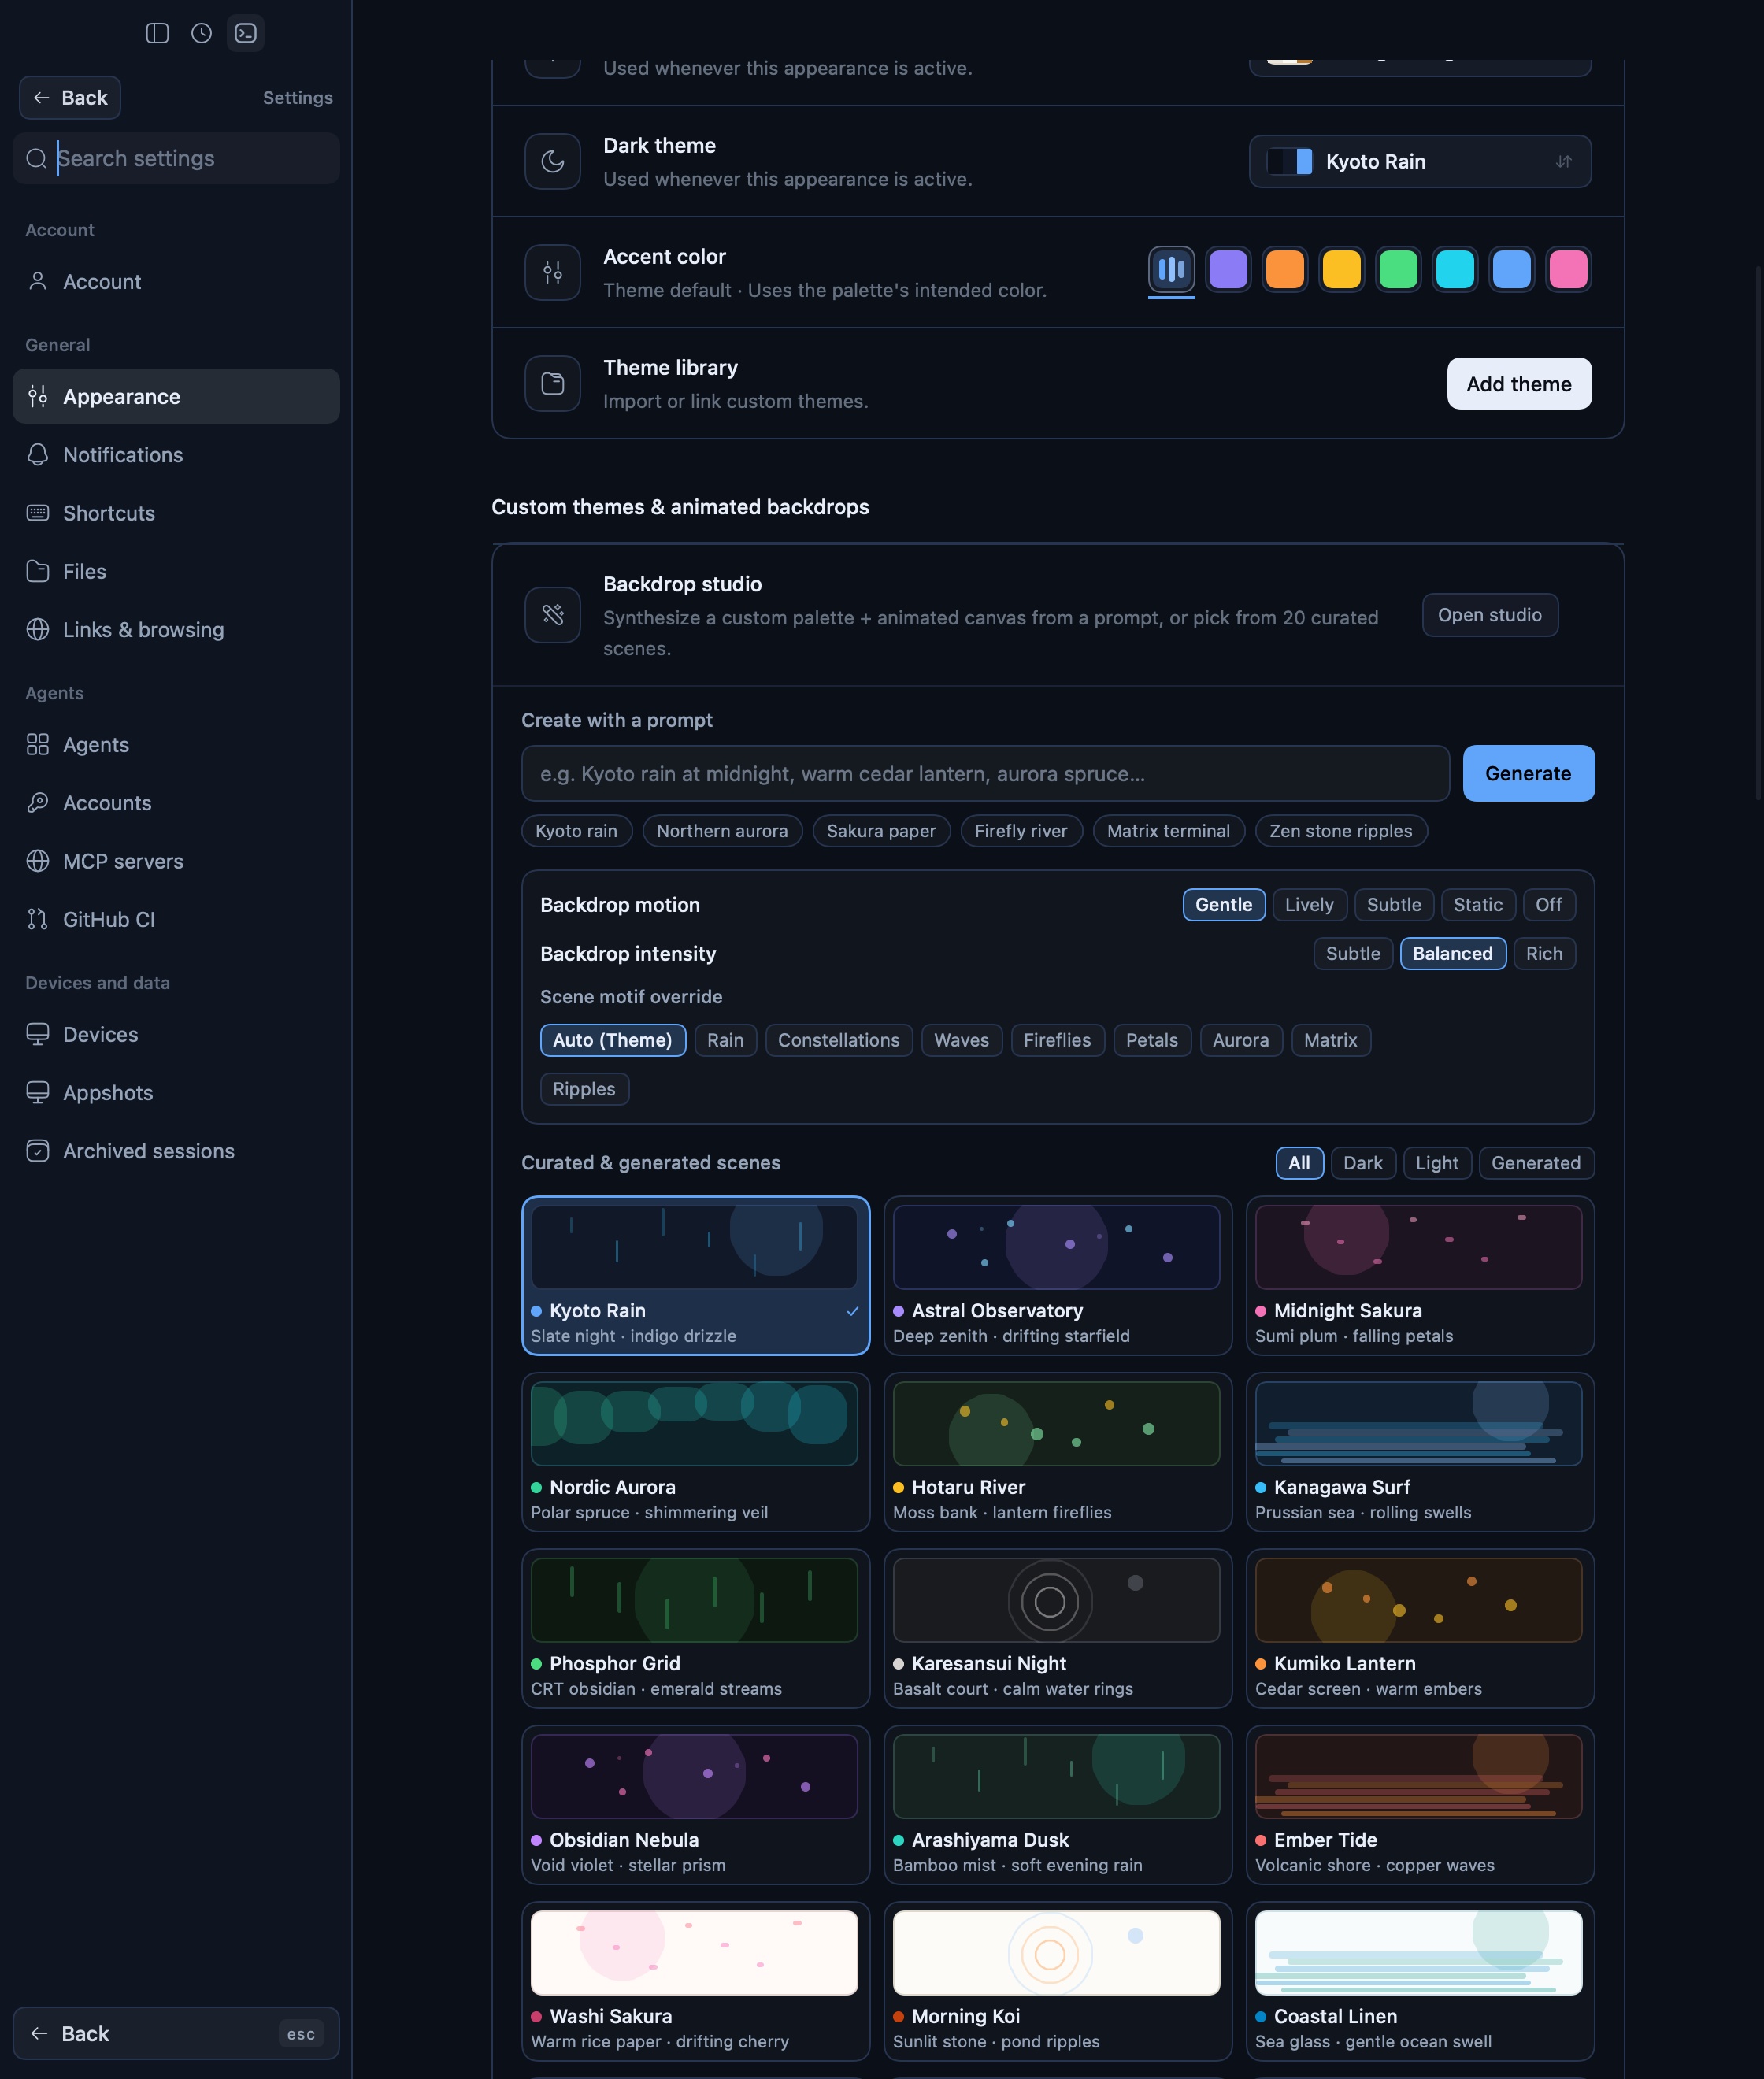 Back
Settings
Search settings
Account
Account
General
Appearance
Notifications
Shortcuts
Files
Links & browsing
Agents
Agents
Accounts
MCP servers
GitHub CI
Devices and data
Devices
Appshots
Archived sessions
Back
esc
Used whenever this appearance is active.
Dark theme
Used whenever this appearance is active.
Kyoto Rain
Accent color
Theme default · Uses the palette's intended color.
Theme library
Import or link custom themes.
Add theme
Custom themes & animated backdrops
Backdrop studio
Synthesize a custom palette + animated canvas from a prompt, or pick from 20 curated
scenes.
Open studio
Create with a prompt
e.g. Kyoto rain at midnight, warm cedar lantern, aurora spruce...
Generate
Kyoto rain
Northern aurora
Sakura paper
Firefly river
Matrix terminal
Zen stone ripples
Backdrop motion
Gentle
Lively
Subtle
Static
Off
Backdrop intensity
Subtle
Balanced
Rich
Scene motif override
Auto (Theme)
Rain
Constellations
Waves
Fireflies
Petals
Aurora
Matrix
Ripples
Curated & generated scenes
All
Dark
Light
Generated
Kyoto Rain
Slate night · indigo drizzle
Astral Observatory
Deep zenith · drifting starfield
Midnight Sakura
Sumi plum · falling petals
Nordic Aurora
Polar spruce · shimmering veil
Hotaru River
Moss bank · lantern fireflies
Kanagawa Surf
Prussian sea · rolling swells
Phosphor Grid
CRT obsidian · emerald streams
Karesansui Night
Basalt court · calm water rings
Kumiko Lantern
Cedar screen · warm embers
Obsidian Nebula
Void violet · stellar prism
Arashiyama Dusk
Bamboo mist · soft evening rain
Ember Tide
Volcanic shore · copper waves
Washi Sakura
Warm rice paper · drifting cherry
Morning Koi
Sunlit stone · pond ripples
Coastal Linen
Sea glass · gentle ocean swell